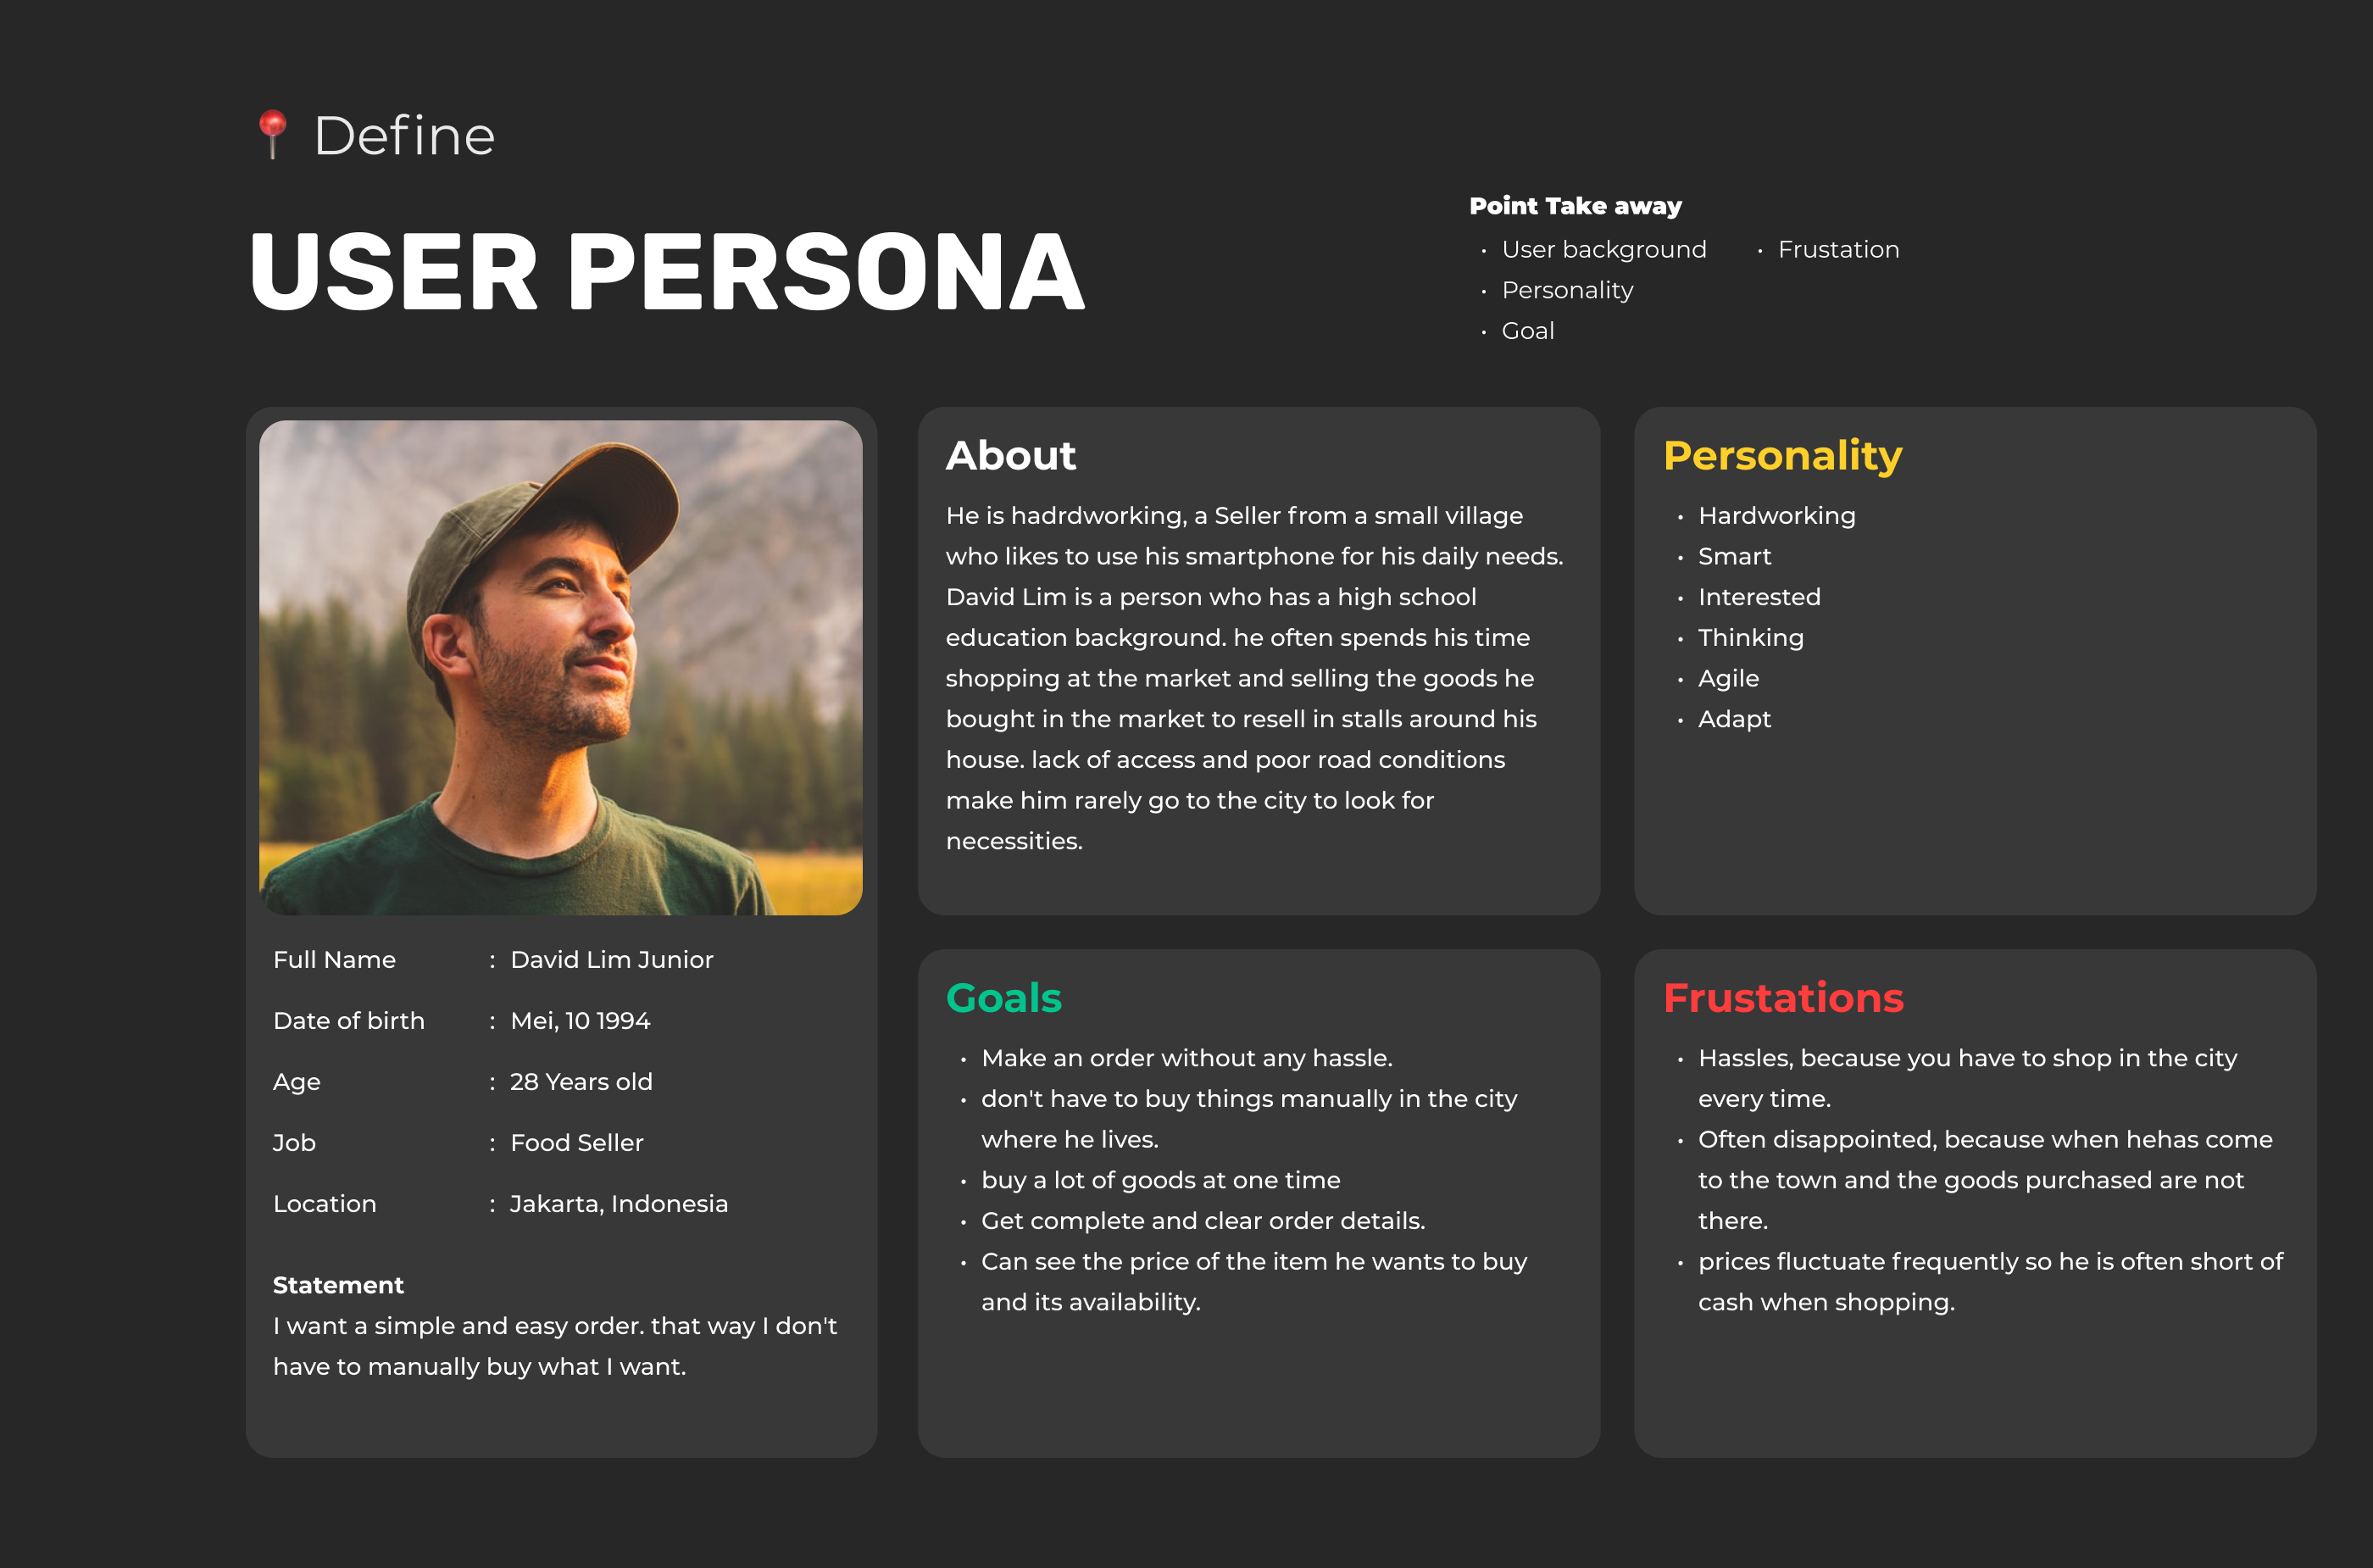 Define
USER PERSONA
Point Take away
• User background
• Personality
• Goal
• Frustation
Full Name : David Lim Junior
Date of birth : Mei, 10 1994
Age : 28 Years old
Job : Food Seller
Location : Jakarta, Indonesia
Statement
I want a simple and easy order. that way I don't
have to manually buy what I want.
About
He is hadrdworking, a Seller from a small village
who likes to use his smartphone for his daily needs.
David Lim is a person who has a high school
education background. he often spends his time
shopping at the market and selling the goods he
bought in the market to resell in stalls around his
house. lack of access and poor road conditions
make him rarely go to the city to look for
necessities.
Personality
• Hardworking
• Smart
• Interested
• Thinking
• Agile
• Adapt
Goals
• Make an order without any hassle.
• don't have to buy things manually in the city
where he lives.
• buy a lot of goods at one time
• Get complete and clear order details.
• Can see the price of the item he wants to buy
and its availability.
Frustations
• Hassles, because you have to shop in the city
every time.
• Often disappointed, because when hehas come
to the town and the goods purchased are not
there.
• prices fluctuate frequently so he is often short of
cash when shopping.